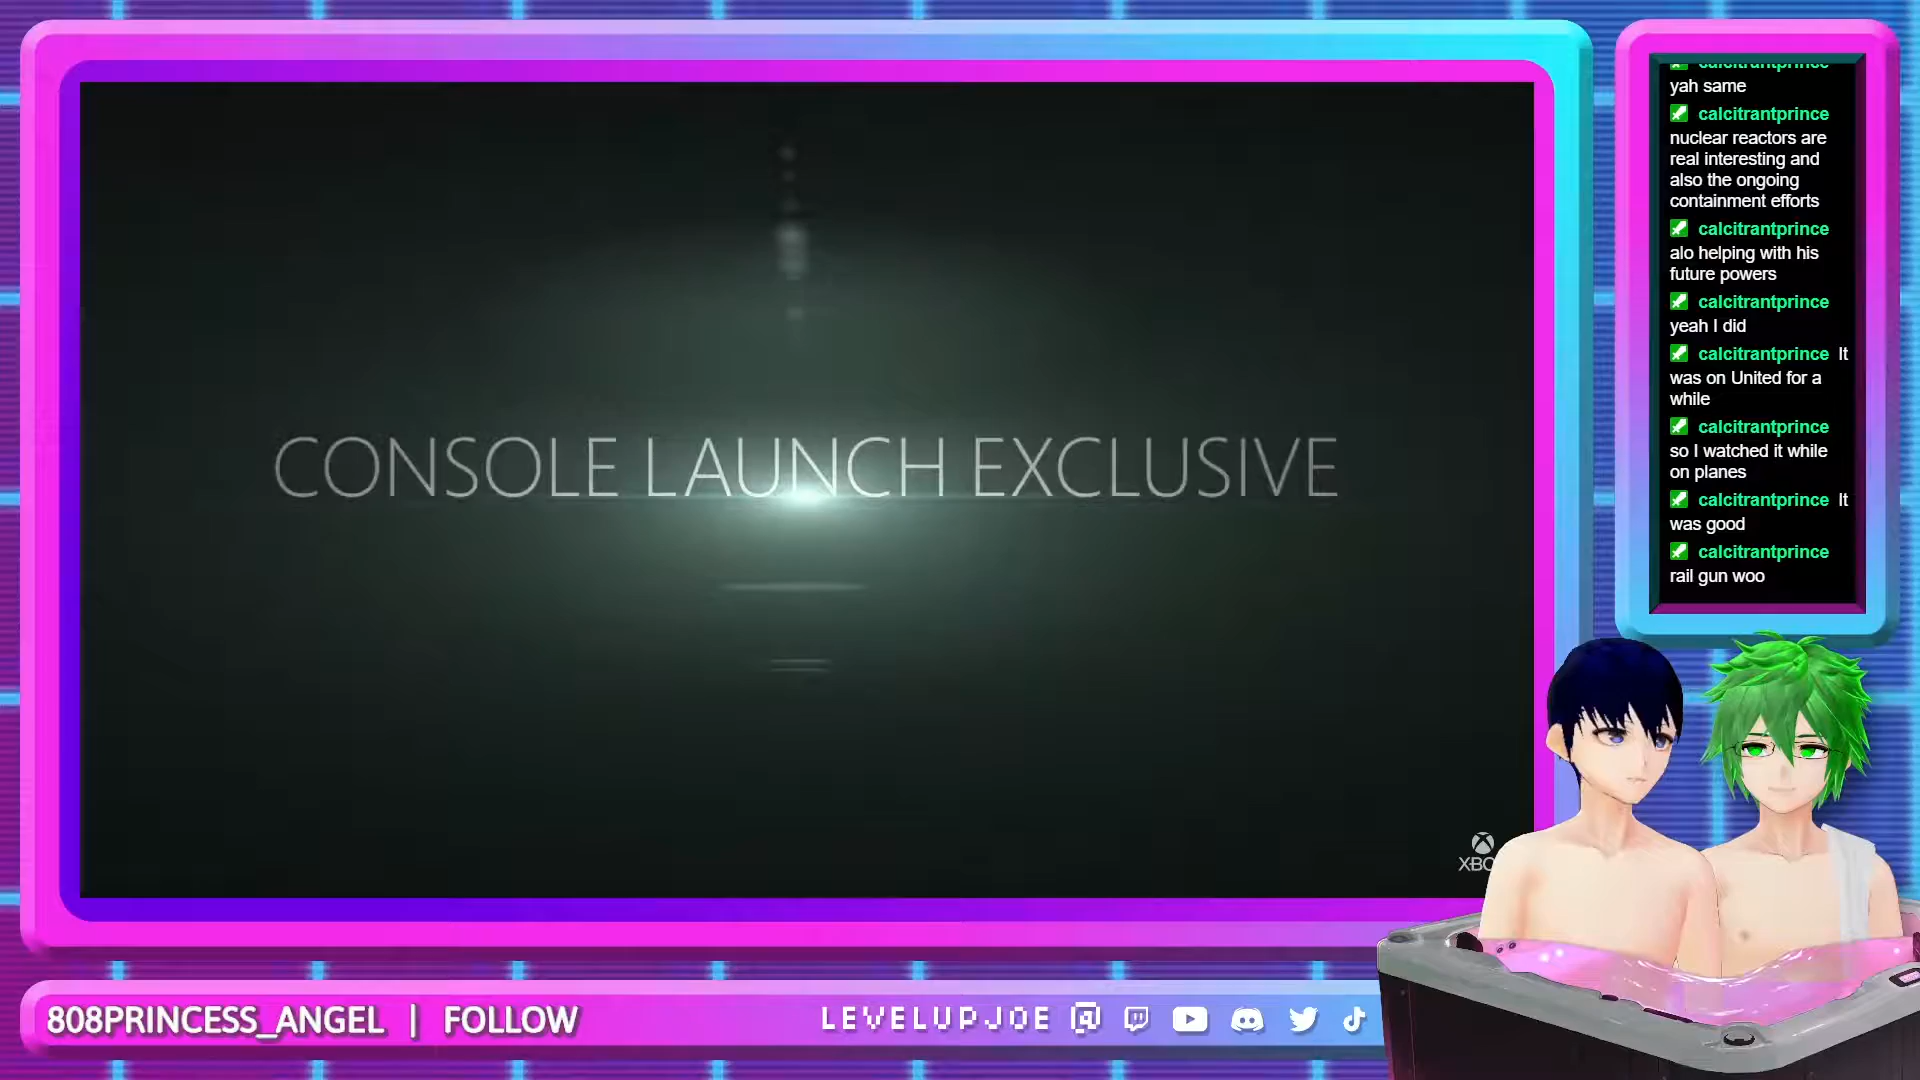 CONSOLE LAUNCH EXCLUSIVE
calcitrantprince
yah same
calcitrantprince
nuclear reactors are
real interesting and
also the ongoing
containment efforts
calcitrantprince
alo helping with his
future powers
calcitrantprince
yeah I did
calcitrantprince It
was on United for a
while
calcitrantprince
so I watched it while
on planes
calcitrantprince It
was good
calcitrantprince
rail gun woo
XBO
808PRINCESS_ANGEL | FOLLOW
LEVELUPJOE @